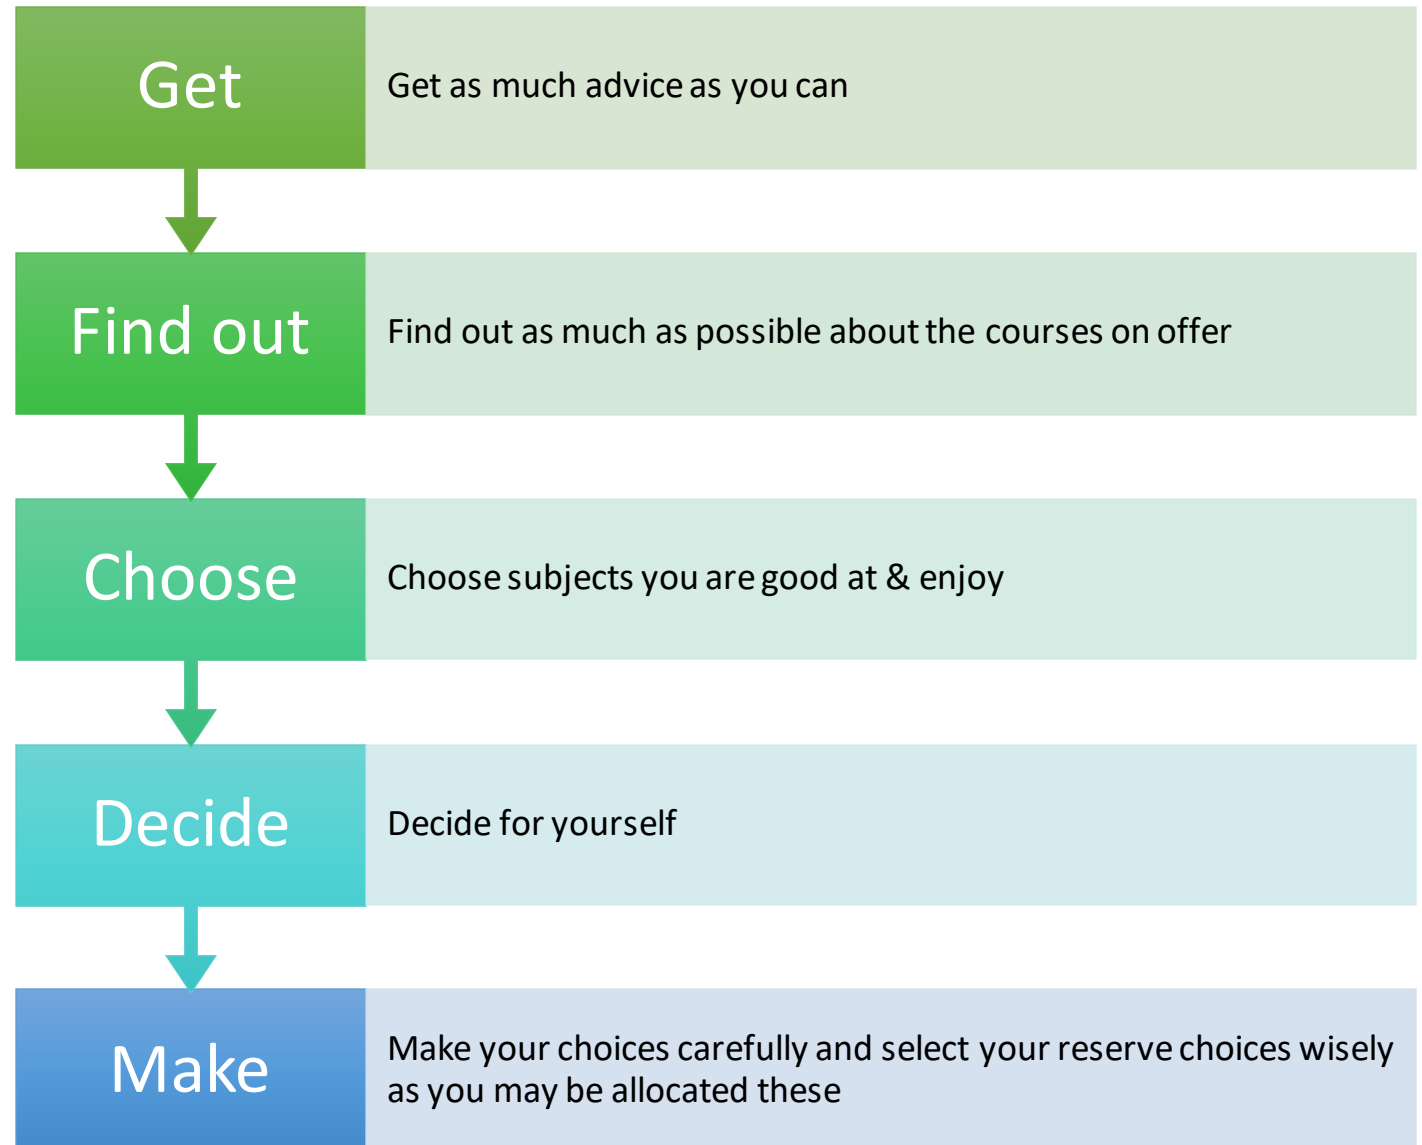 Get
Get as much advice as you can
Find out
Find out as much as possible about the courses on offer
Choose
Choose subjects you are good at & enjoy
Decide
Decide for yourself
Make
Make your choices carefully and select your reserve choices wisely
as you may be allocated these